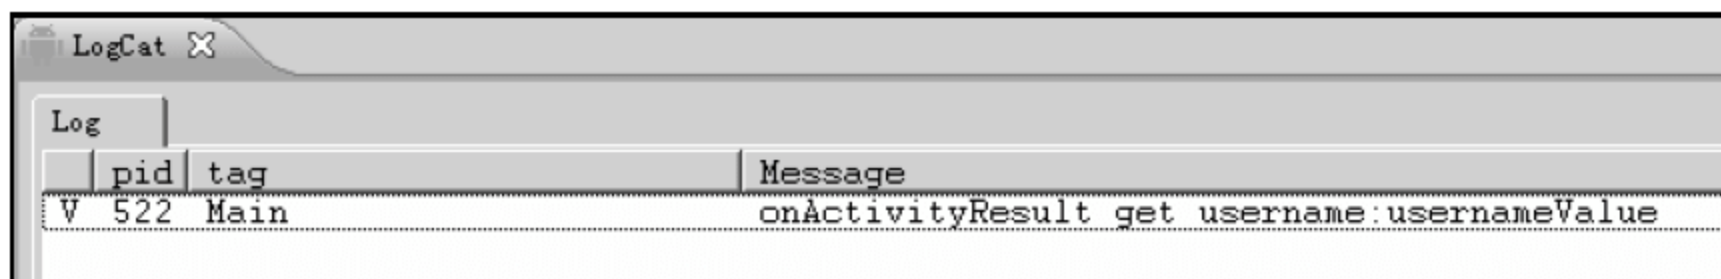 LogCat
Log
pid tag Message
V 522 Main onActivityResult get username:usernameValue